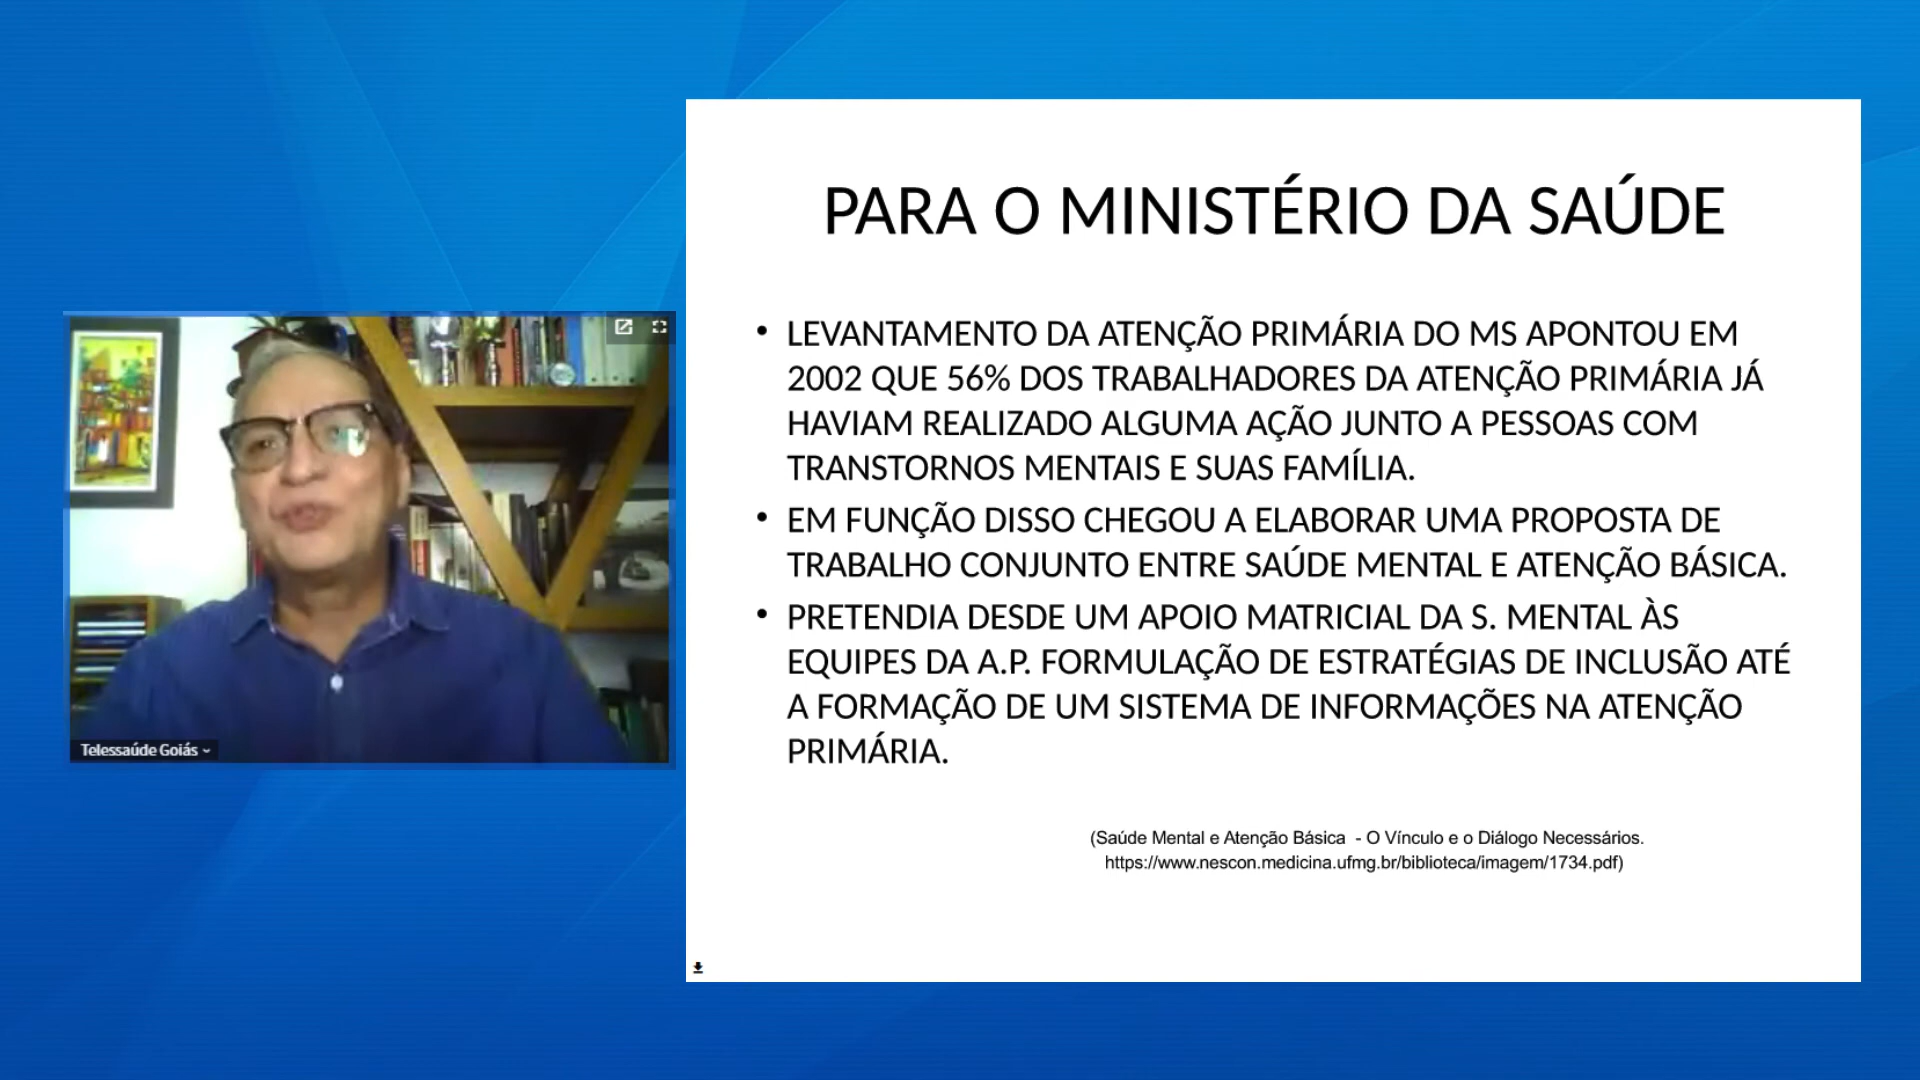 PARA O MINISTÉRIO DA SAÚDE
• LEVANTAMENTO DA ATENÇÃO PRIMÁRIA DO MS APONTOU EM
2002 QUE 56% DOS TRABALHADORES DA ATENÇÃO PRIMÁRIA JÁ
HAVIAM REALIZADO ALGUMA AÇÃO JUNTO A PESSOAS COM
TRANSTORNOS MENTAIS E SUAS FAMÍLIA.
• EM FUNÇÃO DISSO CHEGOU A ELABORAR UMA PROPOSTA DE
TRABALHO CONJUNTO ENTRE SAÚDE MENTAL E ATENÇÃO BÁSICA.
• PRETENDIA DESDE UM APOIO MATRICIAL DA S. MENTAL ÀS
EQUIPES DA A.P. FORMULAÇÃO DE ESTRATÉGIAS DE INCLUSÃO ATÉ
A FORMAÇÃO DE UM SISTEMA DE INFORMAÇÕES NA ATENÇÃO
PRIMÁRIA.
(Saúde Mental e Atenção Básica - O Vínculo e o Diálogo Necessários.
https://www.nescon.medicina.ufmg.br/biblioteca/imagem/1734.pdf)
Telessaúde Goiás